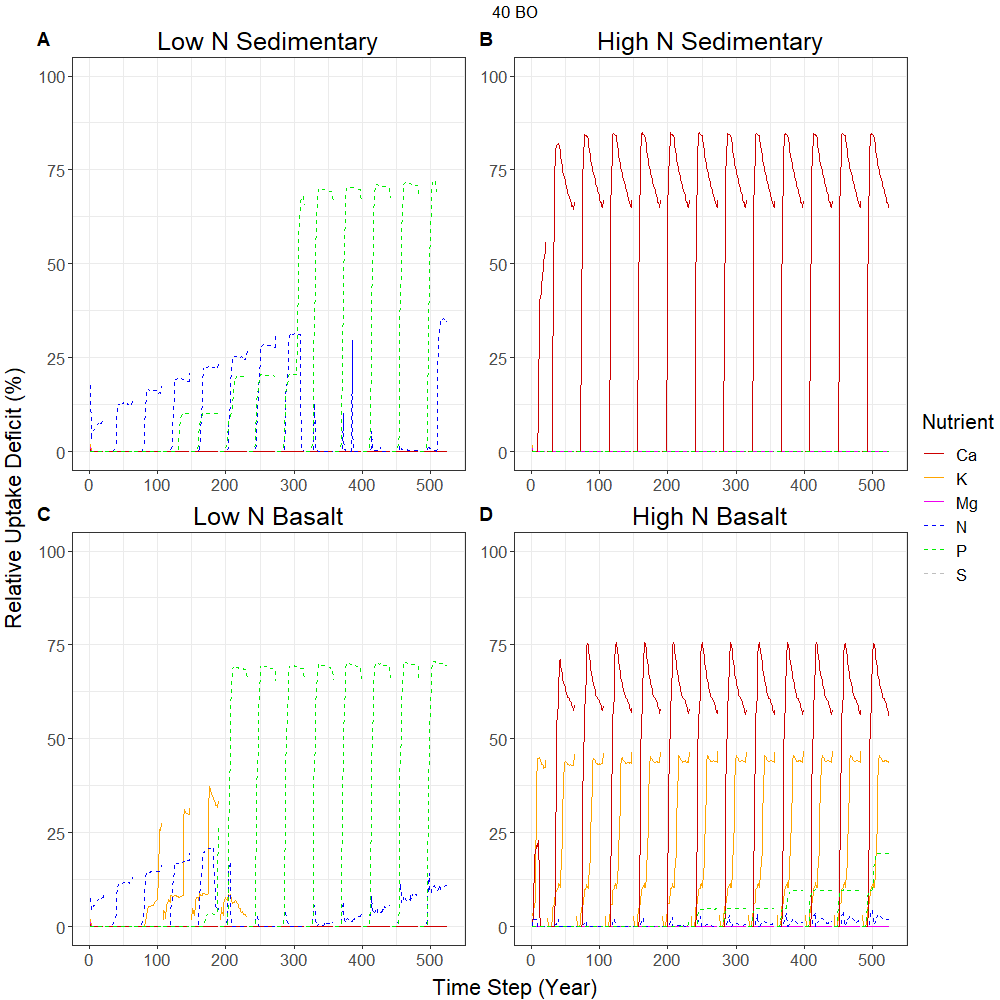 40 BO
A
Low N Sedimentary
B
High N Sedimentary
100
75
50
25
0
0 100 200 300 400 500
100
75
50
25
0
0 100 200 300 400 500
C
Low N Basalt
D
High N Basalt
100
75
50
25
0
0 100 200 300 400 500
100
75
50
25
0
0 100 200 300 400 500
Relative Uptake Deficit (%)
Time Step (Year)
Nutrient
Ca
K
Mg
N
P
S